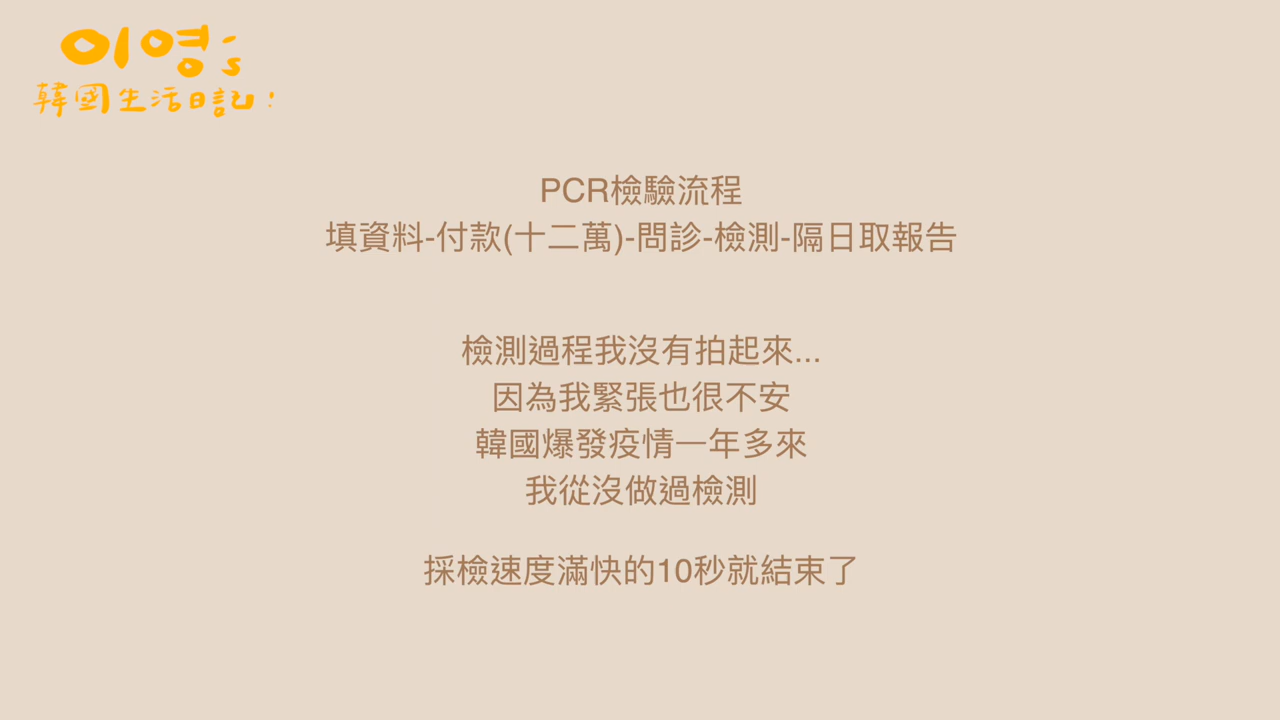 이영's
韓國生活日記!
PCR檢驗流程
填資料-付款(十二萬)-問診-檢測-隔日取報告
檢測過程我沒有拍起來...
因為我緊張也很不安
韓國爆發疫情一年多來
我從沒做過檢測
採檢速度滿快的10秒就結束了